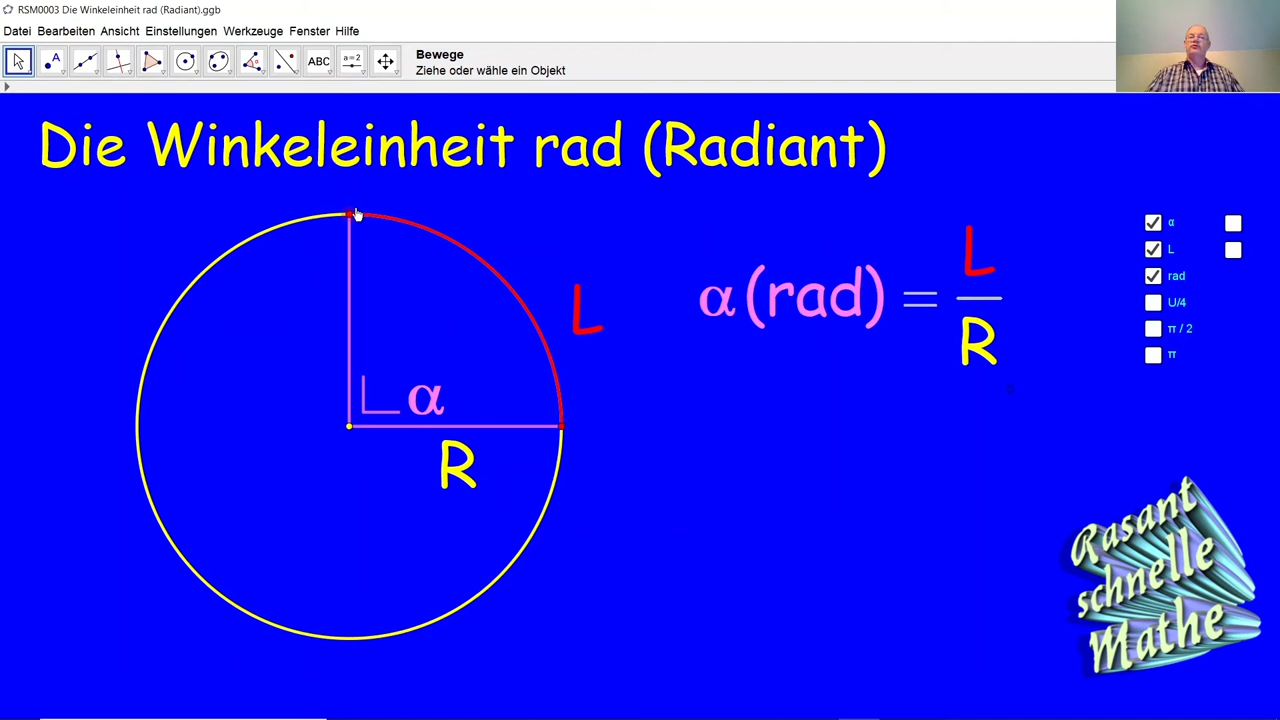 RSM0003 Die Winkeleinheit rad (Radiant).ggb
Datei Bearbeiten Ansicht Einstellungen Werkzeuge Fenster Hilfe
A
ABC
a=2
Bewege
Ziehe oder wähle ein Objekt
Die Winkeleinheit rad (Radiant)
L
α
R
α(rad) = L
R
α
L
rad
U/4
π / 2
π
Rasant
schnelle
Mathe